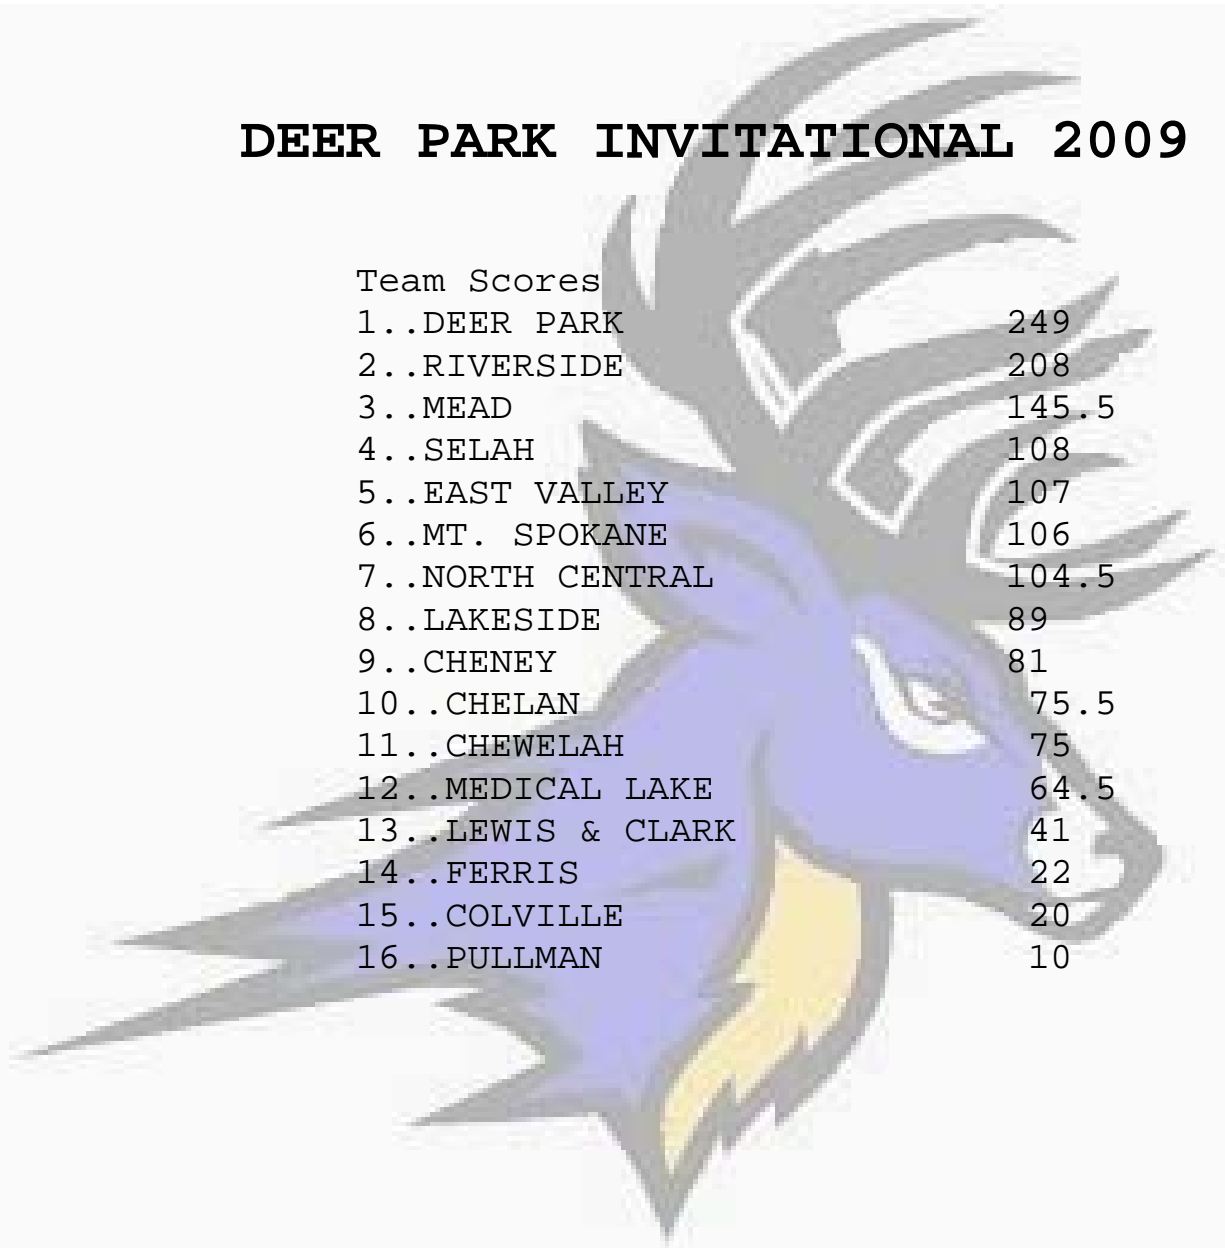 DEER PARK INVITATIONAL 2009
Team Scores
1..DEER PARK 249
2..RIVERSIDE 208
3..MEAD 145.5
4..SELAH 108
5..EAST VALLEY 107
6..MT. SPOKANE 106
7..NORTH CENTRAL 104.5
8..LAKESIDE 89
9..CHENEY 81
10..CHELAN 75.5
11..CHEWELAH 75
12..MEDICAL LAKE 64.5
13..LEWIS & CLARK 41
14..FERRIS 22
15..COLVILLE 20
16..PULLMAN 10